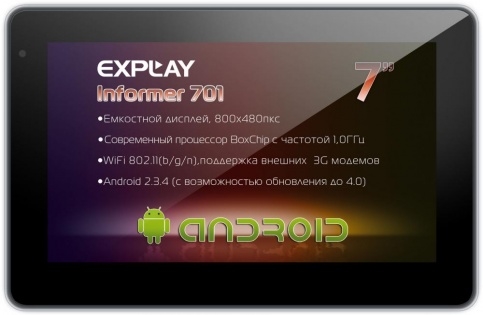 EXPLAY
Informer 701
7”
•Емкостной дисплей, 800x480пкс
•Современный процессор BoxChip с частотой 1,0ГГц
•WiFi 802.11(b/g/n),поддержка внешних 3G модемов
•Android 2.3.4 (с возможностью обновления до 4.0)
ANDROID